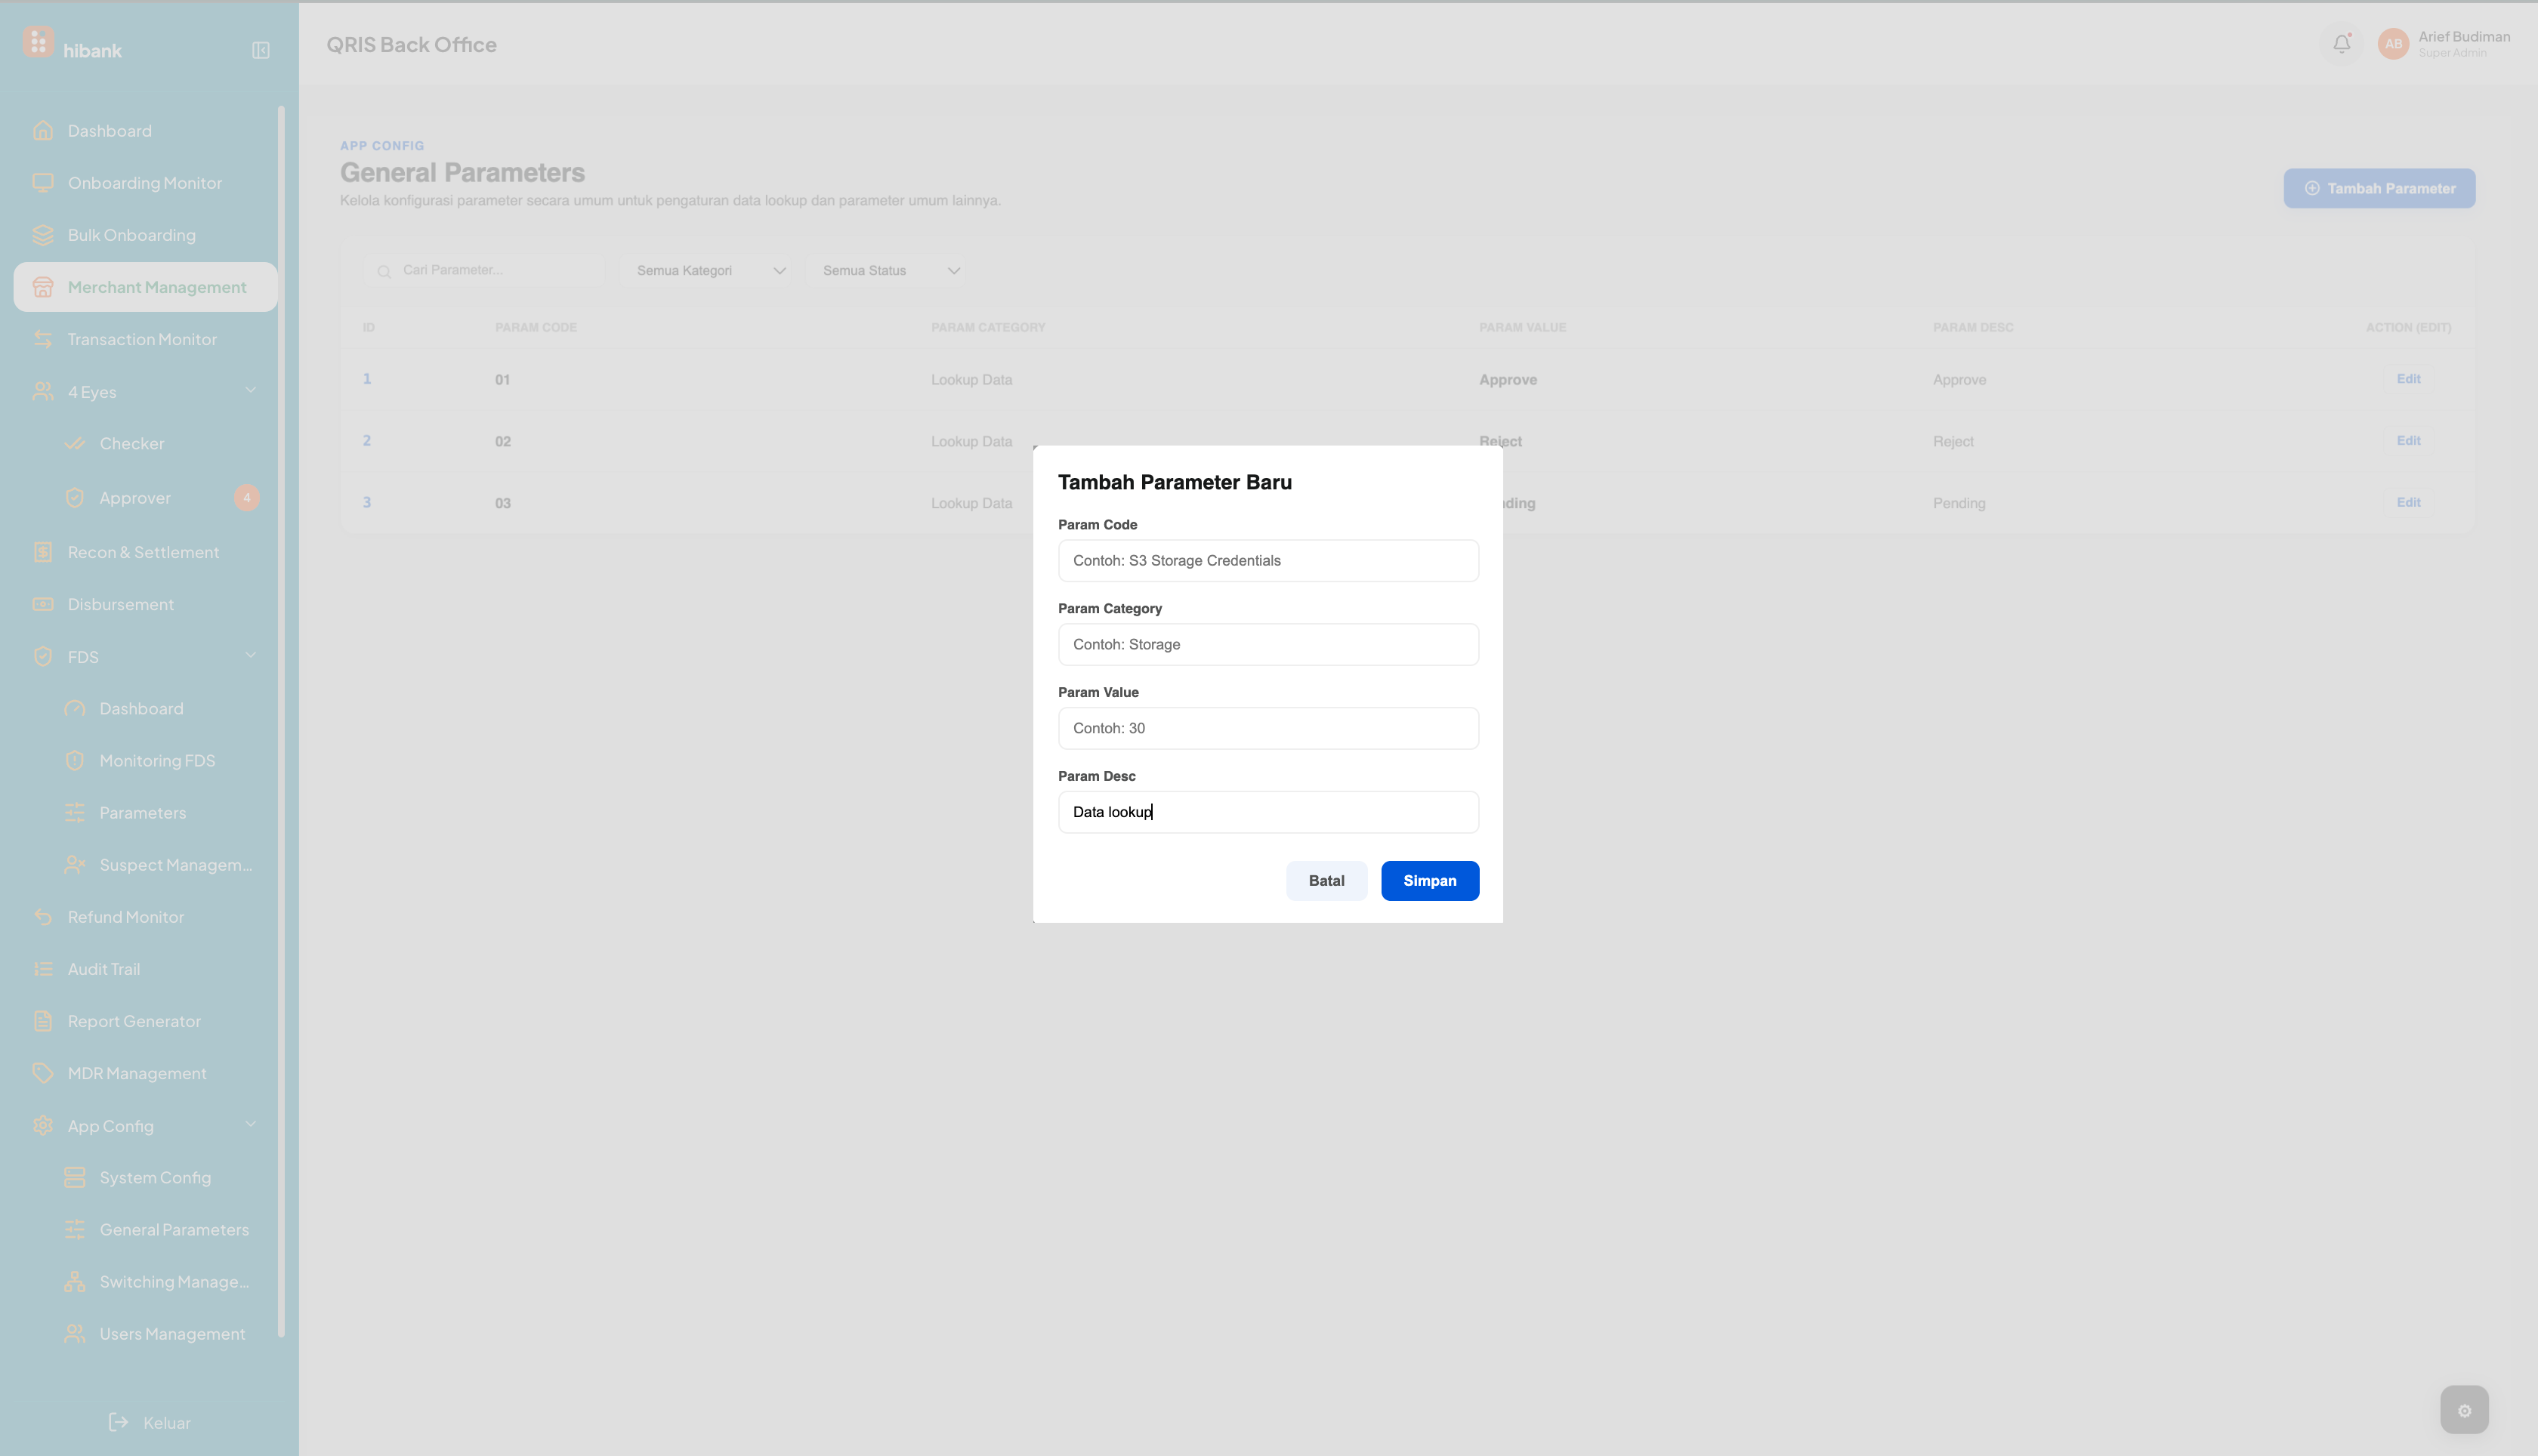 hibank
QRIS Back Office
AB
Arief Budiman
Super Admin
Dashboard
Onboarding Monitor
Bulk Onboarding
Merchant Management
Transaction Monitor
4 Eyes
Checker
Approver
4
Recon & Settlement
Disbursement
FDS
Dashboard
Monitoring FDS
Parameters
Suspect Managem...
Refund Monitor
Audit Trail
Report Generator
MDR Management
App Config
System Config
General Parameters
Switching Manage...
Users Management
Keluar
APP CONFIG
General Parameters
Kelola konfigurasi parameter secara umum untuk pengaturan data lookup dan parameter umum lainnya.
Tambah Parameter
Cari Parameter...
Semua Kategori
Semua Status
ID PARAM CODE PARAM CATEGORY PARAM VALUE PARAM DESC ACTION (EDIT)
1 01 Lookup Data Approve Approve Edit
2 02 Lookup Data Reject Reject Edit
3 03 Lookup Data ding Pending Edit
Tambah Parameter Baru
Param Code
Contoh: S3 Storage Credentials
Param Category
Contoh: Storage
Param Value
Contoh: 30
Param Desc
Data lookup
Batal
Simpan